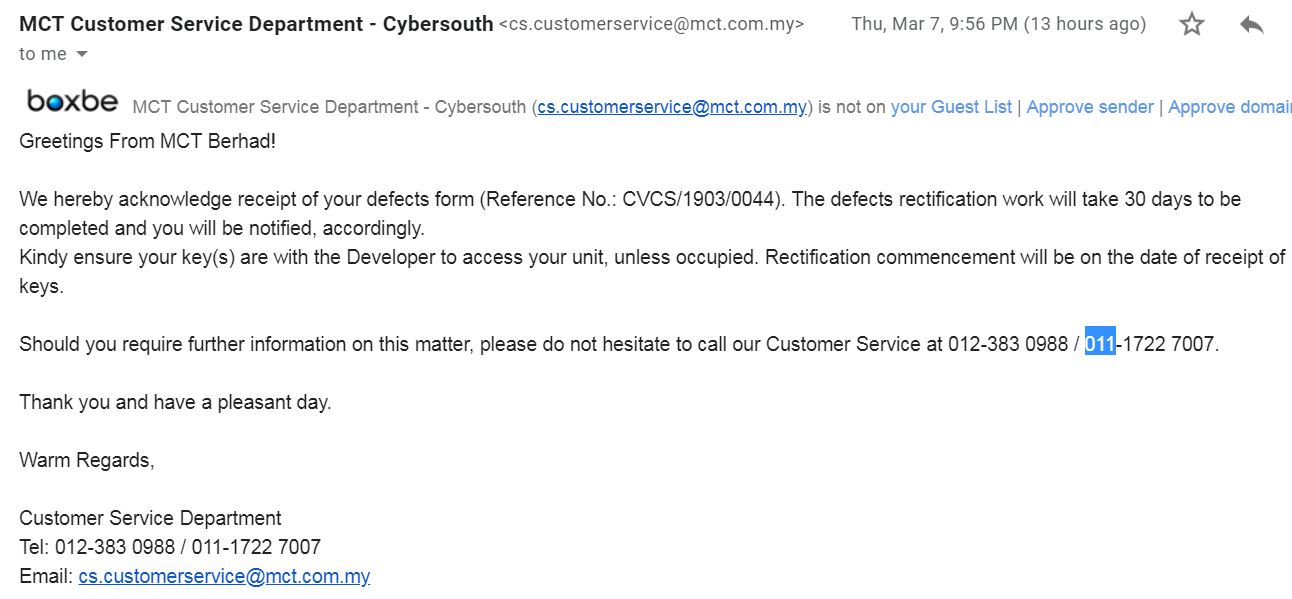 MCT Customer Service Department - Cybersouth <cs.customerservice@mct.com.my> Thu, Mar 7, 9:56 PM (13 hours ago)
to me
boxbe MCT Customer Service Department - Cybersouth (cs.customerservice@mct.com.my) is not on your Guest List | Approve sender | Approve domai
Greetings From MCT Berhad!
We hereby acknowledge receipt of your defects form (Reference No.: CVCS/1903/0044). The defects rectification work will take 30 days to be
completed and you will be notified, accordingly.
Kindy ensure your key(s) are with the Developer to access your unit, unless occupied. Rectification commencement will be on the date of receipt of
keys.
Should you require further information on this matter, please do not hesitate to call our Customer Service at 012-383 0988 / 011-1722 7007.
Thank you and have a pleasant day.
Warm Regards,
Customer Service Department
Tel: 012-383 0988 / 011-1722 7007
Email: cs.customerservice@mct.com.my